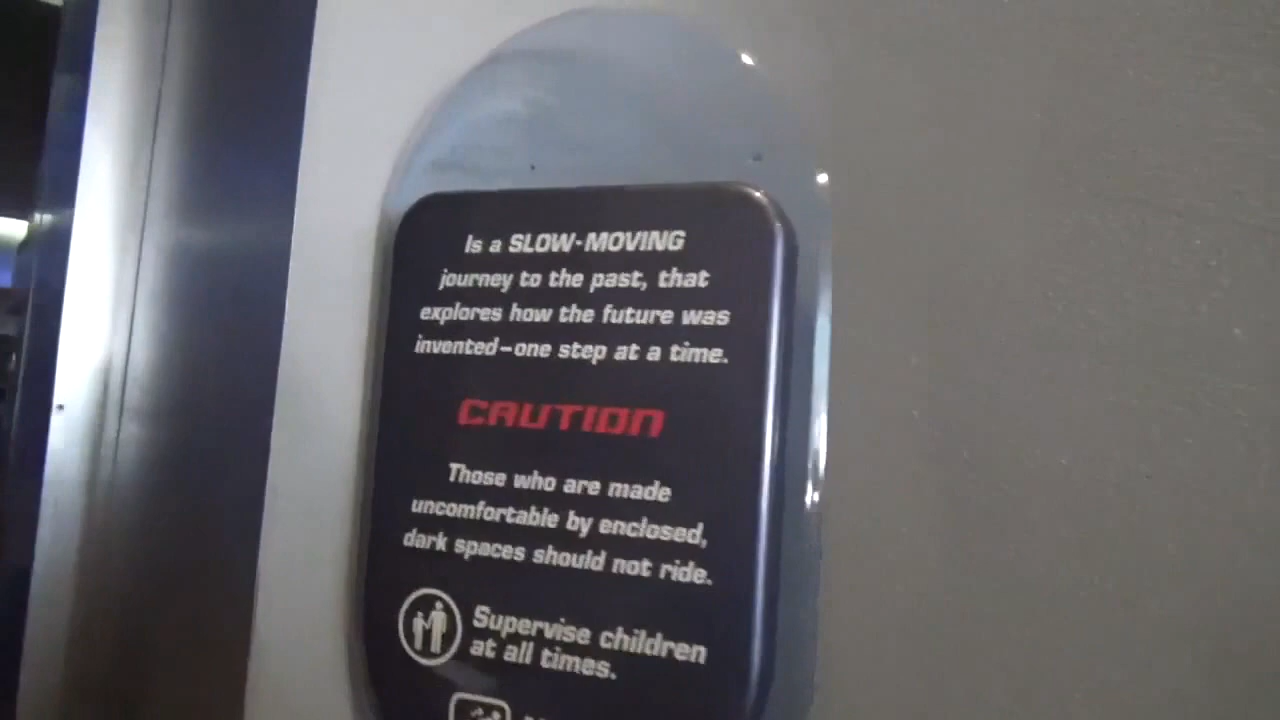 Is a SLOW-MOVING
journey to the past, that
explores how the future was
invented–one step at a time.
CAUTION
Those who are made
uncomfortable by enclosed,
dark spaces should not ride.
Supervise children
at all times.